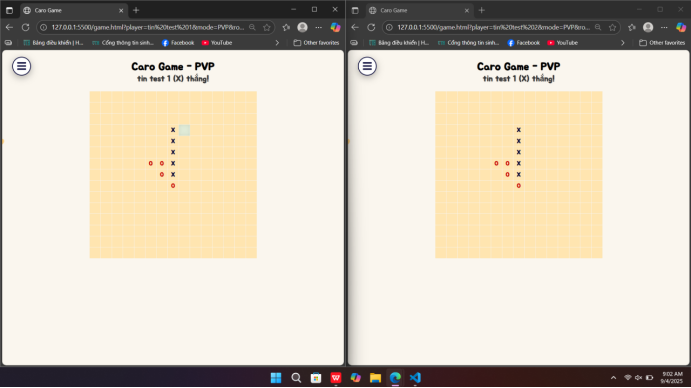 Caro Game
127.0.0.1:5500/game.html?player=tin%20test%201&mode=PVP&ro...
Bảng điều khiển | H...
Cổng thông tin sinh...
Facebook
YouTube
Other favorites
Caro Game - PVP
tin test 1 (X) thắng!
X
X
X
O O X
O X
O
Caro Game
127.0.0.1:5500/game.html?player=tin%20test%202&mode=PVP&ro...
Bảng điều khiển | H...
Cổng thông tin sinh...
Facebook
YouTube
Other favorites
Caro Game - PVP
tin test 1 (X) thắng!
X
X
X
O O X
O X
O
9:02 AM
9/4/2025